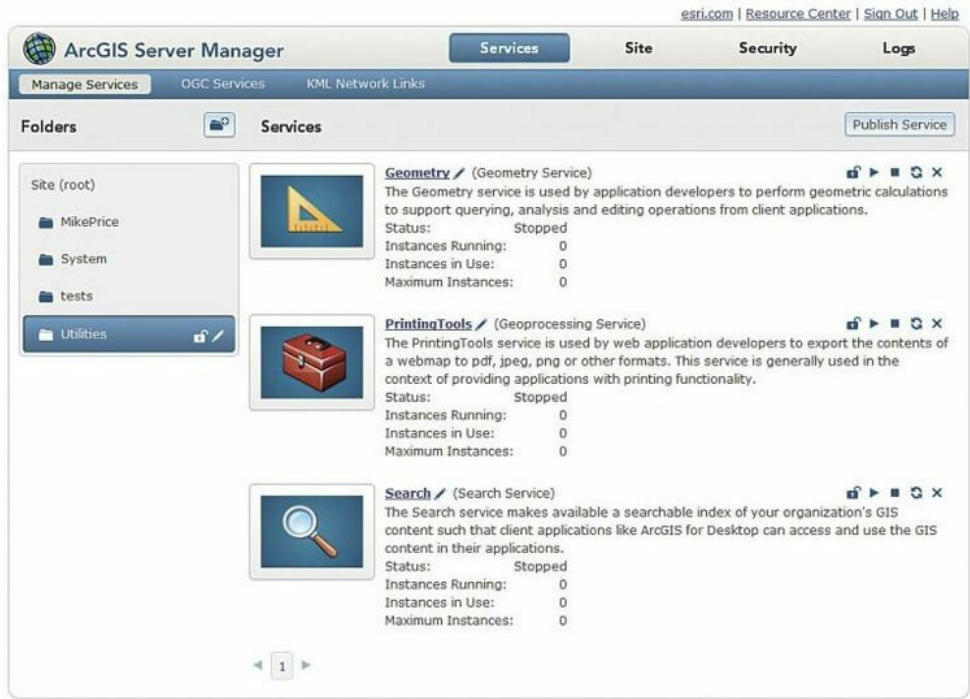 esri.com | Resource Center | Sign Out | Help
ArcGIS Server Manager
Services
Site
Security
Logs
Manage Services
OGC Services
KML Network Links
Folders
Services
Publish Service
Site (root)
MikePrice
System
tests
Utilities
Geometry (Geometry Service)
The Geometry service is used by application developers to perform geometric calculations
to support querying, analysis and editing operations from client applications.
Status: Stopped
Instances Running: 0
Instances in Use: 0
Maximum Instances: 0
PrintingTools (Geoprocessing Service)
The PrintingTools service is used by web application developers to export the contents of
a webmap to pdf, jpeg, png or other formats. This service is generally used in the
context of providing applications with printing functionality.
Status: Stopped
Instances Running: 0
Instances in Use: 0
Maximum Instances: 0
Search (Search Service)
The Search service makes available a searchable index of your organization's GIS
content such that client applications like ArcGIS for Desktop can access and use the GIS
content in their applications.
Status: Stopped
Instances Running: 0
Instances in Use: 0
Maximum Instances: 0
1